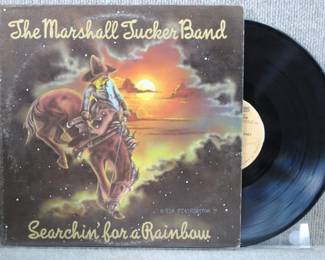 The Marshall Tucker Band
Searchin' for a Rainbow